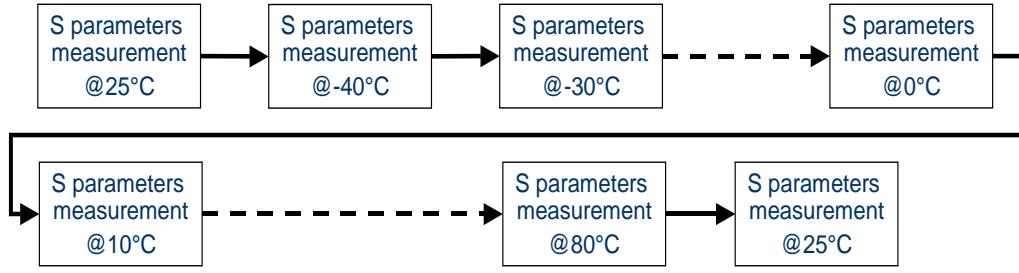 S parameters
measurement
@25°C
S parameters
measurement
@-40°C
S parameters
measurement
@-30°C
S parameters
measurement
@0°C
S parameters
measurement
@10°C
S parameters
measurement
@80°C
S parameters
measurement
@25°C